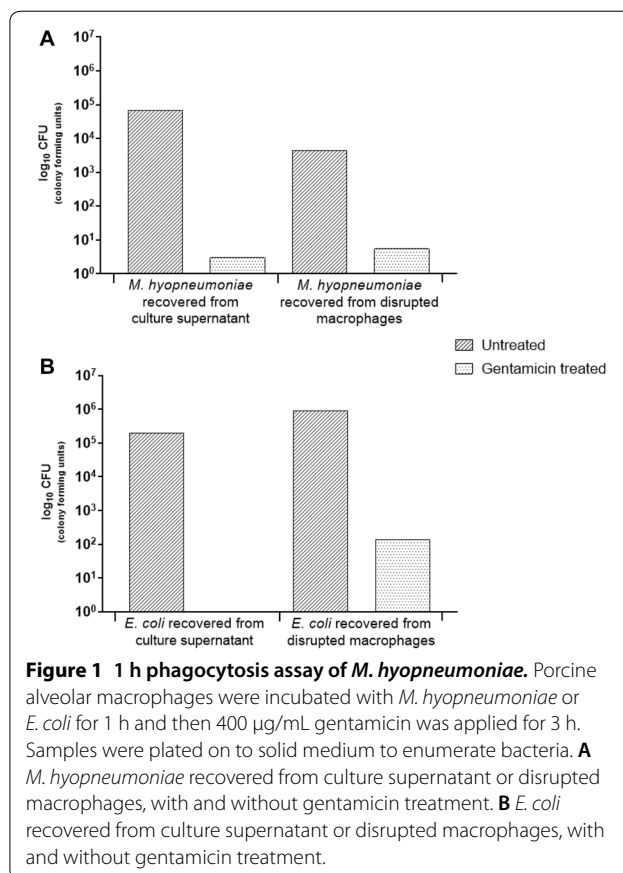 A
log₁₀ CFU
(colony forming units)
10⁷
10⁶
10⁵
10⁴
10³
10²
10¹
10⁰
M. hyopneumoniae
recovered from
culture supernatant
M. hyopneumoniae
recovered from disrupted
macrophages
Untreated
Gentamicin treated
B
log₁₀ CFU
(colony forming units)
10⁷
10⁶
10⁵
10⁴
10³
10²
10¹
10⁰
E. coli recovered from
culture supernatant
E. coli recovered from
disrupted macrophages
Figure 1 1 h phagocytosis assay of M. hyopneumoniae. Porcine
alveolar macrophages were incubated with M. hyopneumoniae or
E. coli for 1 h and then 400 µg/mL gentamicin was applied for 3 h.
Samples were plated on to solid medium to enumerate bacteria. A
M. hyopneumoniae recovered from culture supernatant or disrupted
macrophages, with and without gentamicin treatment. B E. coli
recovered from culture supernatant or disrupted macrophages, with
and without gentamicin treatment.